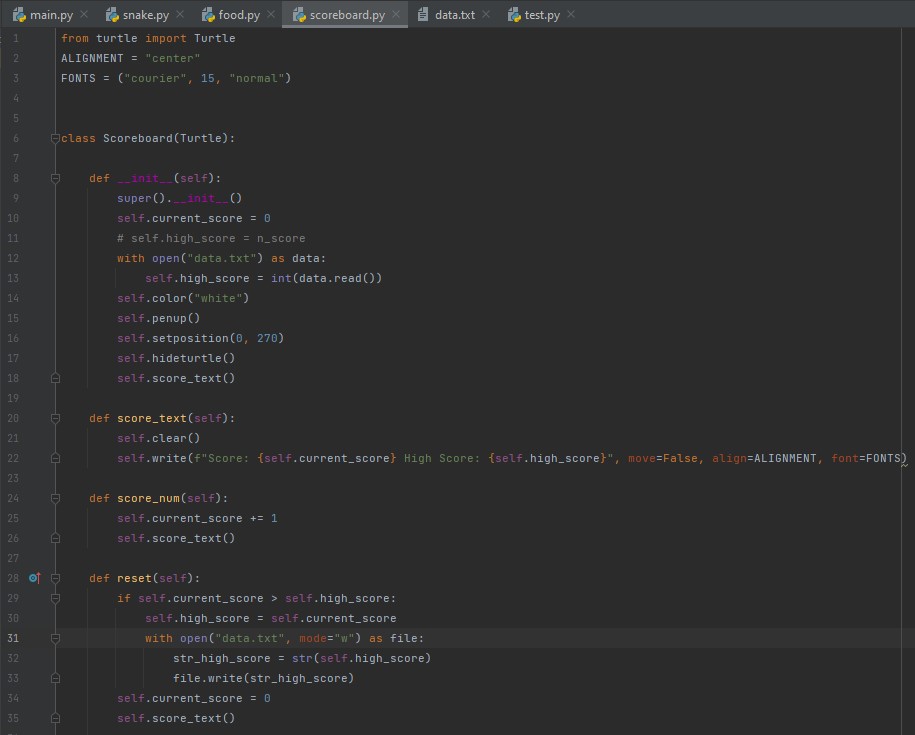 main.py snake.py food.py scoreboard.py data.txt test.py
1 from turtle import Turtle
2 ALIGNMENT = "center"
3 FONTS = ("courier", 15, "normal")
4
5
6 class Scoreboard(Turtle):
7
8     def __init__(self):
9         super().__init__()
10         self.current_score = 0
11         # self.high_score = n_score
12         with open("data.txt") as data:
13             self.high_score = int(data.read())
14         self.color("white")
15         self.penup()
16         self.setposition(0, 270)
17         self.hideturtle()
18         self.score_text()
19
20     def score_text(self):
21         self.clear()
22         self.write(f"Score: {self.current_score} High Score: {self.high_score}", move=False, align=ALIGNMENT, font=FONTS)
23
24     def score_num(self):
25         self.current_score += 1
26         self.score_text()
27
28     def reset(self):
29         if self.current_score > self.high_score:
30             self.high_score = self.current_score
31             with open("data.txt", mode="w") as file:
32                 str_high_score = str(self.high_score)
33                 file.write(str_high_score)
34         self.current_score = 0
35         self.score_text()